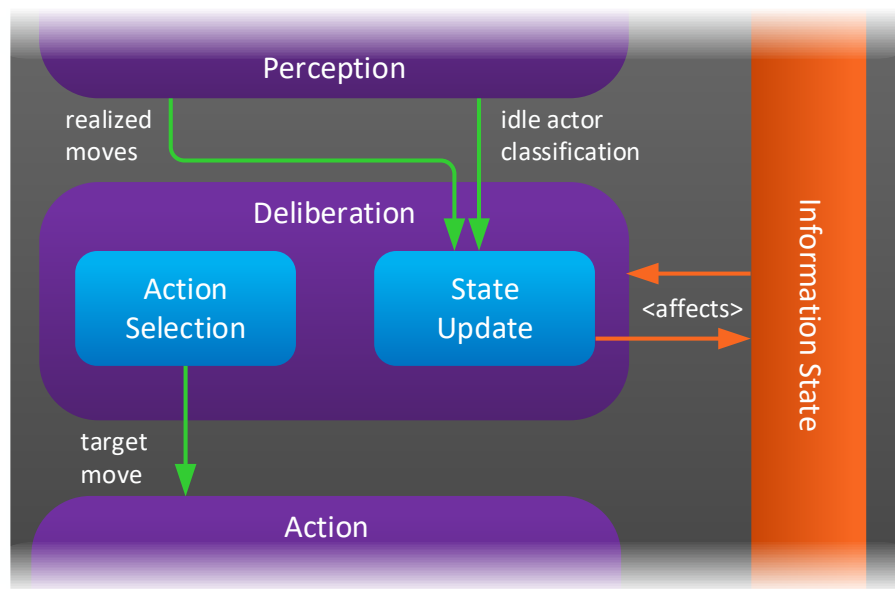 Perception
realized
moves
idle actor
classification
Deliberation
Action
Selection
State
Update
<affects>
Information State
target
move
Action